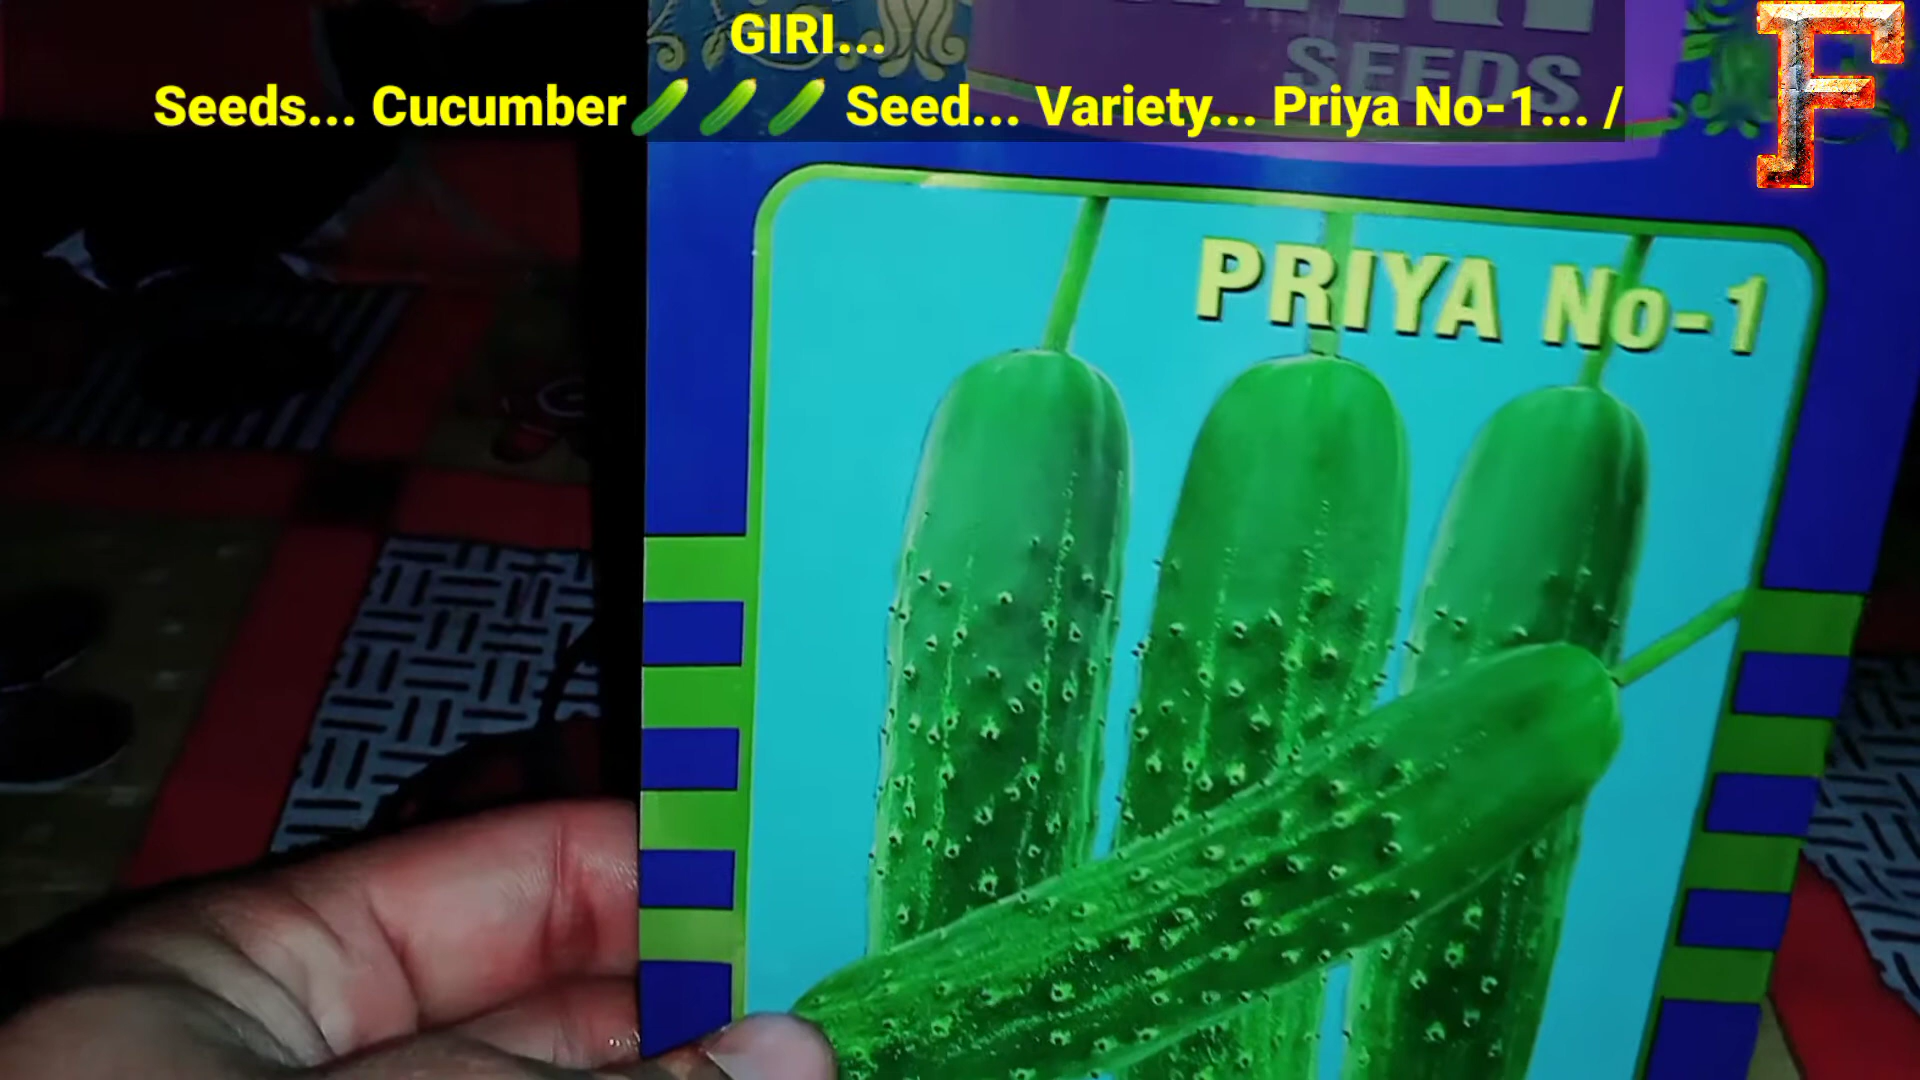 GIRI...
Seeds... Cucumber🥒🥒🥒 Seed... Variety... Priya No-1... /
SEEDS
F
PRIYA No-1